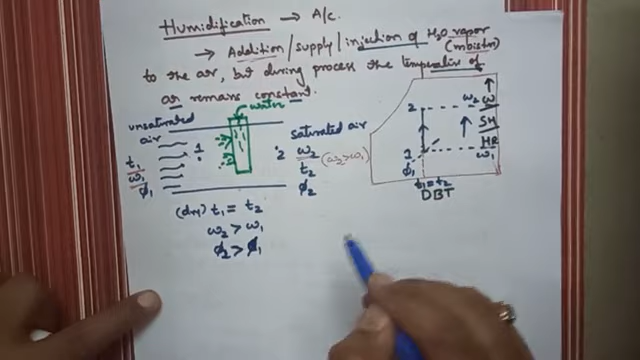 Humidification → A/c.
→ Addition/supply/injection of H2O vapor
(moistre)
to the air, but during process the temperature of
air remains constant.
water
unsaturated
air
t1
ω1
φ1
1
2
saturated air
ω2 (ω2>ω1)
t2
φ2
(dry) t1 = t2
ω2 > ω1
φ2 > φ1
2 ω2 ω
SH
HR
1 ω1
φ1
t1=t2
DBT